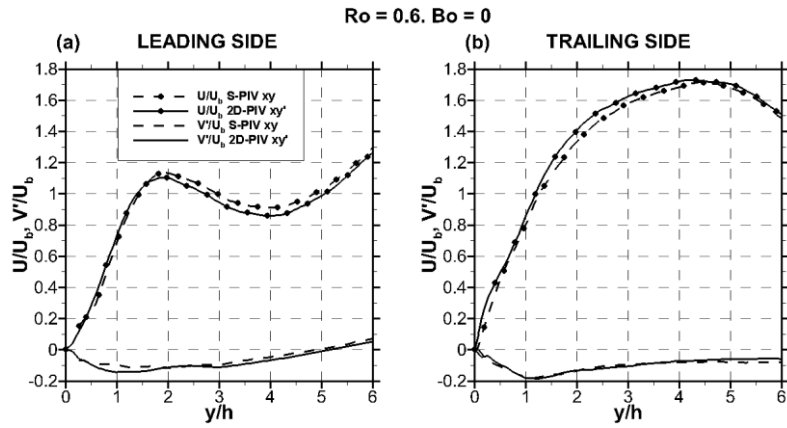 Ro = 0.6. Bo = 0
(a) LEADING SIDE
U/Ub, V'/Ub
1.8
1.6
1.4
1.2
1
0.8
0.6
0.4
0.2
0
-0.2
U/Ub S-PIV xy
U/Ub 2D-PIV xy'
V'/Ub S-PIV xy
V'/Ub 2D-PIV xy'
0 1 2 3 4 5 6
y/h
(b) TRAILING SIDE
U/Ub, V'/Ub
1.8
1.6
1.4
1.2
1
0.8
0.6
0.4
0.2
0
-0.2
0 1 2 3 4 5 6
y/h